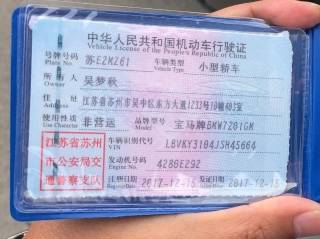 中华人民共和国机动车行驶证
Vehicle License of the People's Republic of China
号牌号码 苏EZMZ61 车辆类型 小型轿车
Plate No. Vehicle Type
所有人 吴梦秋
Owner
住址 江苏省苏州市吴中区东方大道1232号10幢403室
Address
使用性质 非营运 品牌型号 宝马牌BMW7201GM
Use Character Model
江苏省苏州
市公安局交
通警察支队
车辆识别代号 LBVKY3104JSH45664
VIN
发动机号码 4280E292
Engine No.
注册日期 2017-12-15 发证日期 2017-12-15
Register Date Issue Date